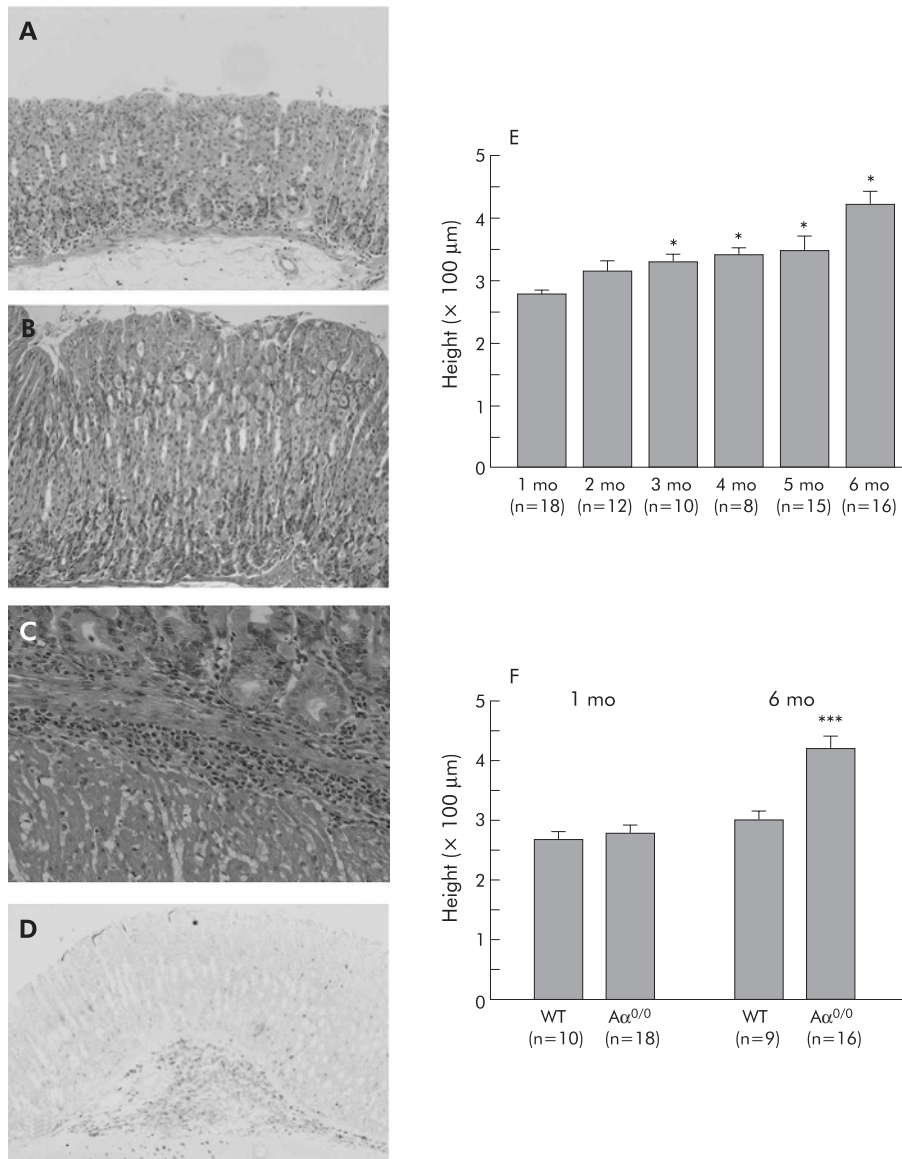 A
B
C
D
E
5
4
3
2
1
0
Height (× 100 µm)
*
*
*
*
1 mo 2 mo 3 mo 4 mo 5 mo 6 mo
(n=18) (n=12) (n=10) (n=8) (n=15) (n=16)
F
1 mo 6 mo
***
5
4
3
2
1
0
Height (× 100 µm)
WT Aα0/0 WT Aα0/0
(n=10) (n=18) (n=9) (n=16)